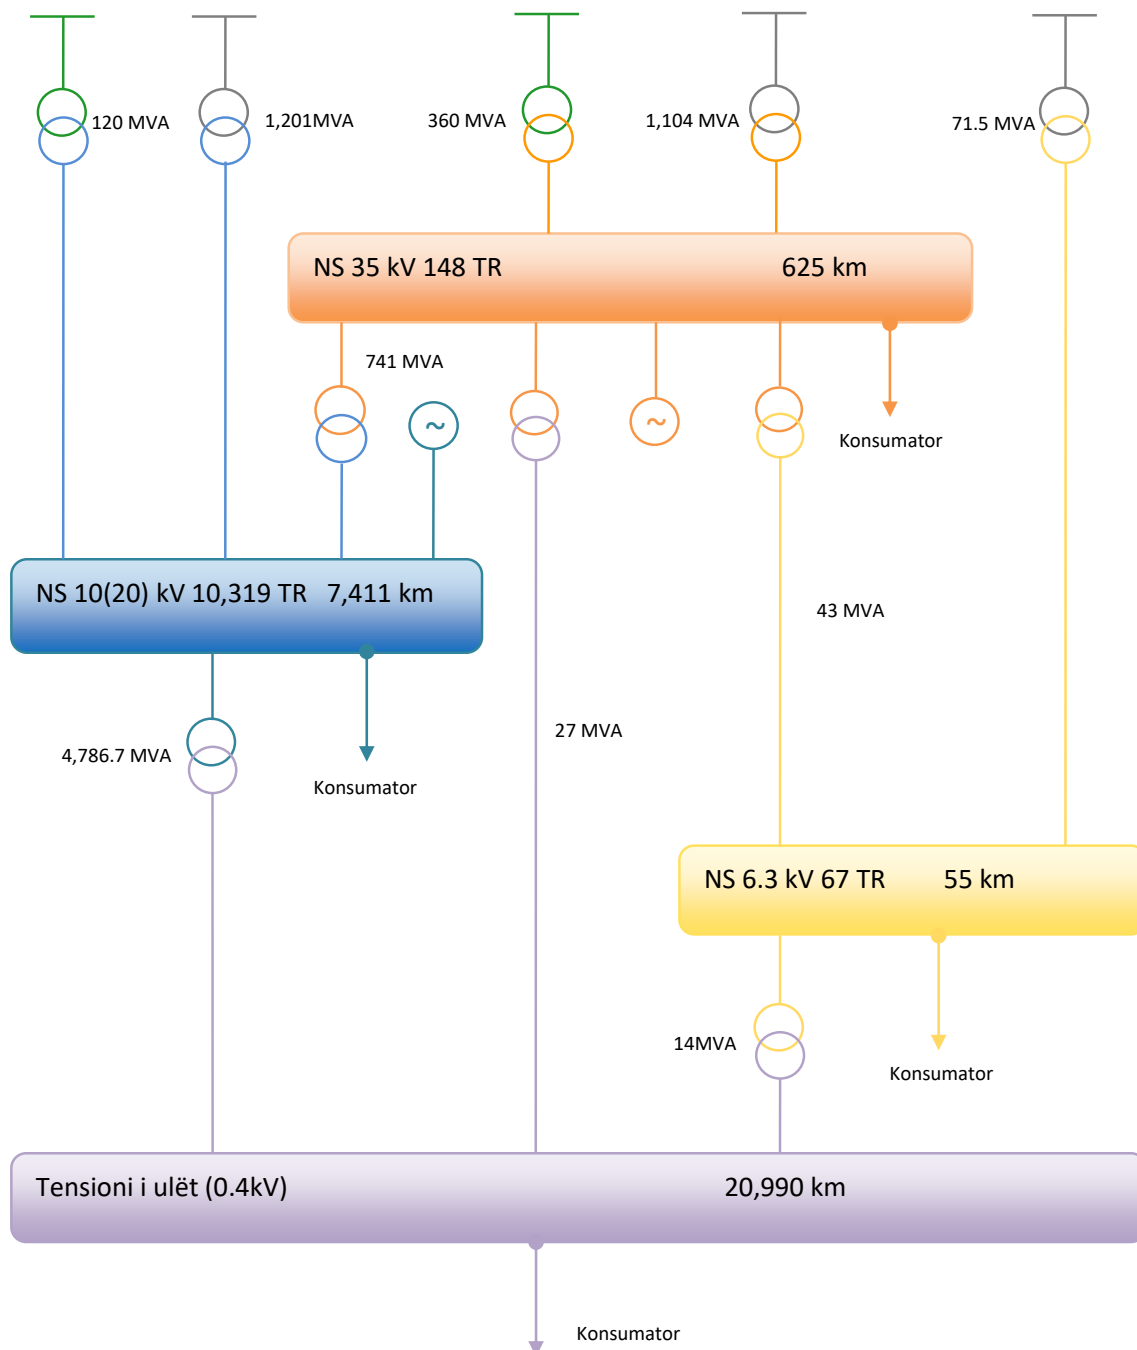 120 MVA
1,201MVA
360 MVA
1,104 MVA
71.5 MVA
NS 35 kV 148 TR 625 km
741 MVA
~
~
Konsumator
NS 10(20) kV 10,319 TR 7,411 km
43 MVA
27 MVA
4,786.7 MVA
Konsumator
NS 6.3 kV 67 TR 55 km
14MVA
Konsumator
Tensioni i ulët (0.4kV) 20,990 km
Konsumator